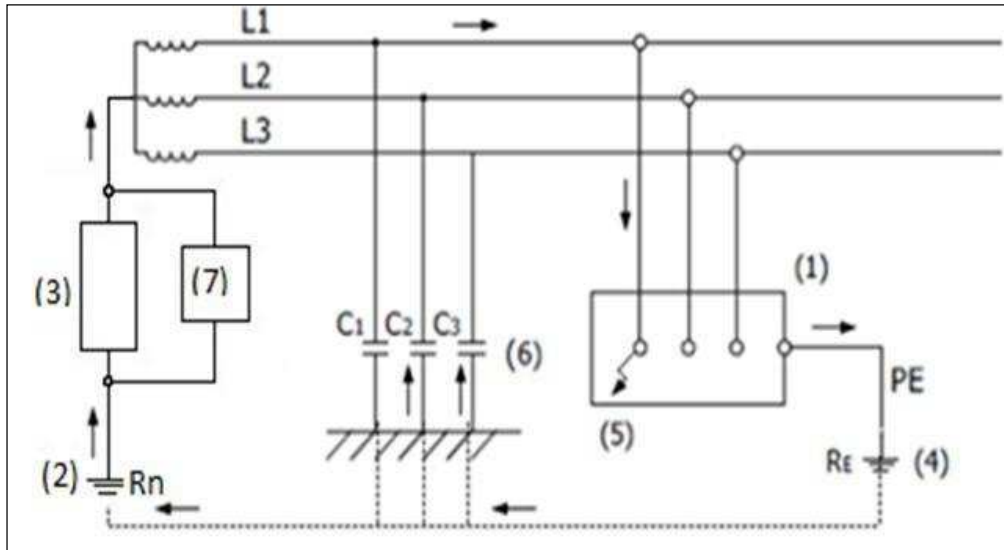 L1
L2
L3
(1)
(3)
(7)
C1 C2 C3
(6)
PE
(5)
(2) Rn
RE (4)